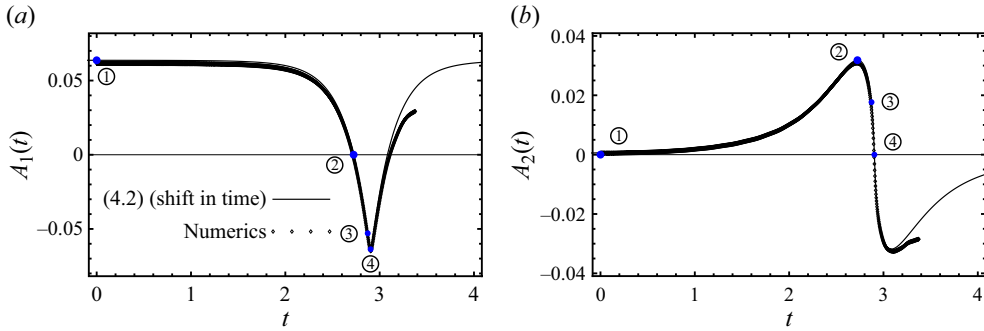 (a)
0.05
0
−0.05
A₁(t)
①
②
③
④
(4.2) (shift in time)
Numerics
0 1 2 3 4
t
(b)
0.04
0.02
0
−0.02
−0.04
A₂(t)
①
②
③
④
0 1 2 3 4
t